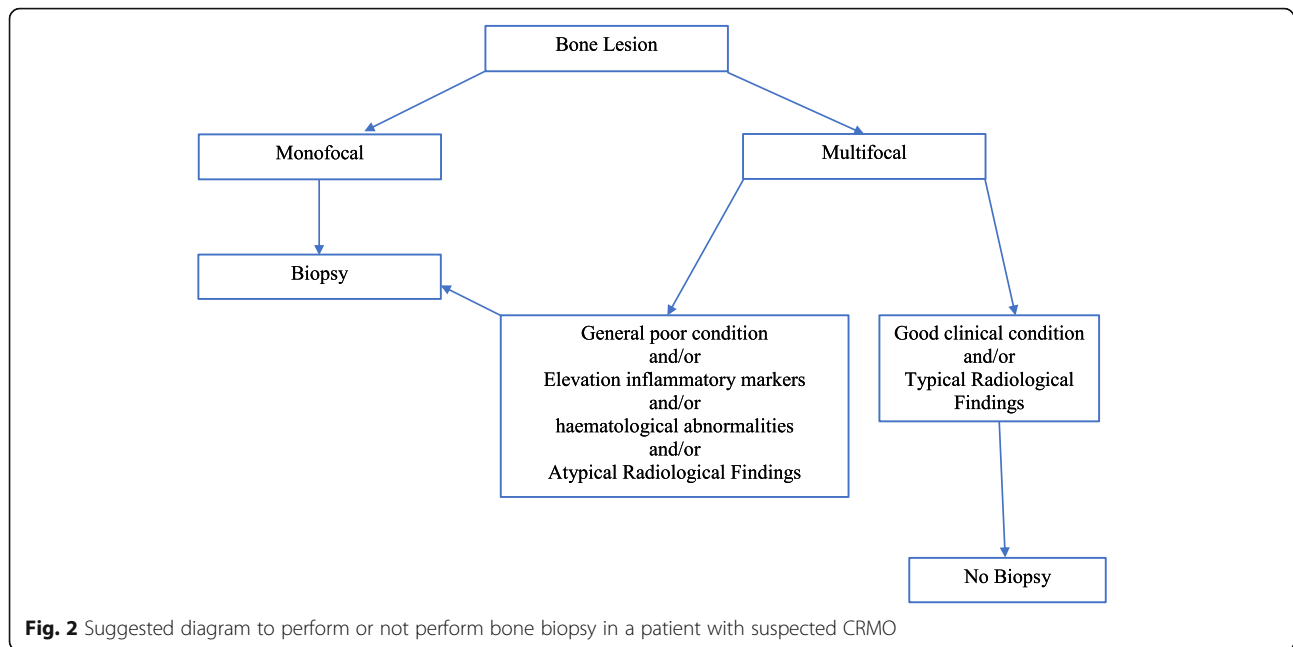 Bone Lesion
Monofocal
Multifocal
Biopsy
General poor condition
and/or
Elevation inflammatory markers
and/or
haematological abnormalities
and/or
Atypical Radiological Findings
Good clinical condition
and/or
Typical Radiological
Findings
No Biopsy
Fig. 2 Suggested diagram to perform or not perform bone biopsy in a patient with suspected CRMO